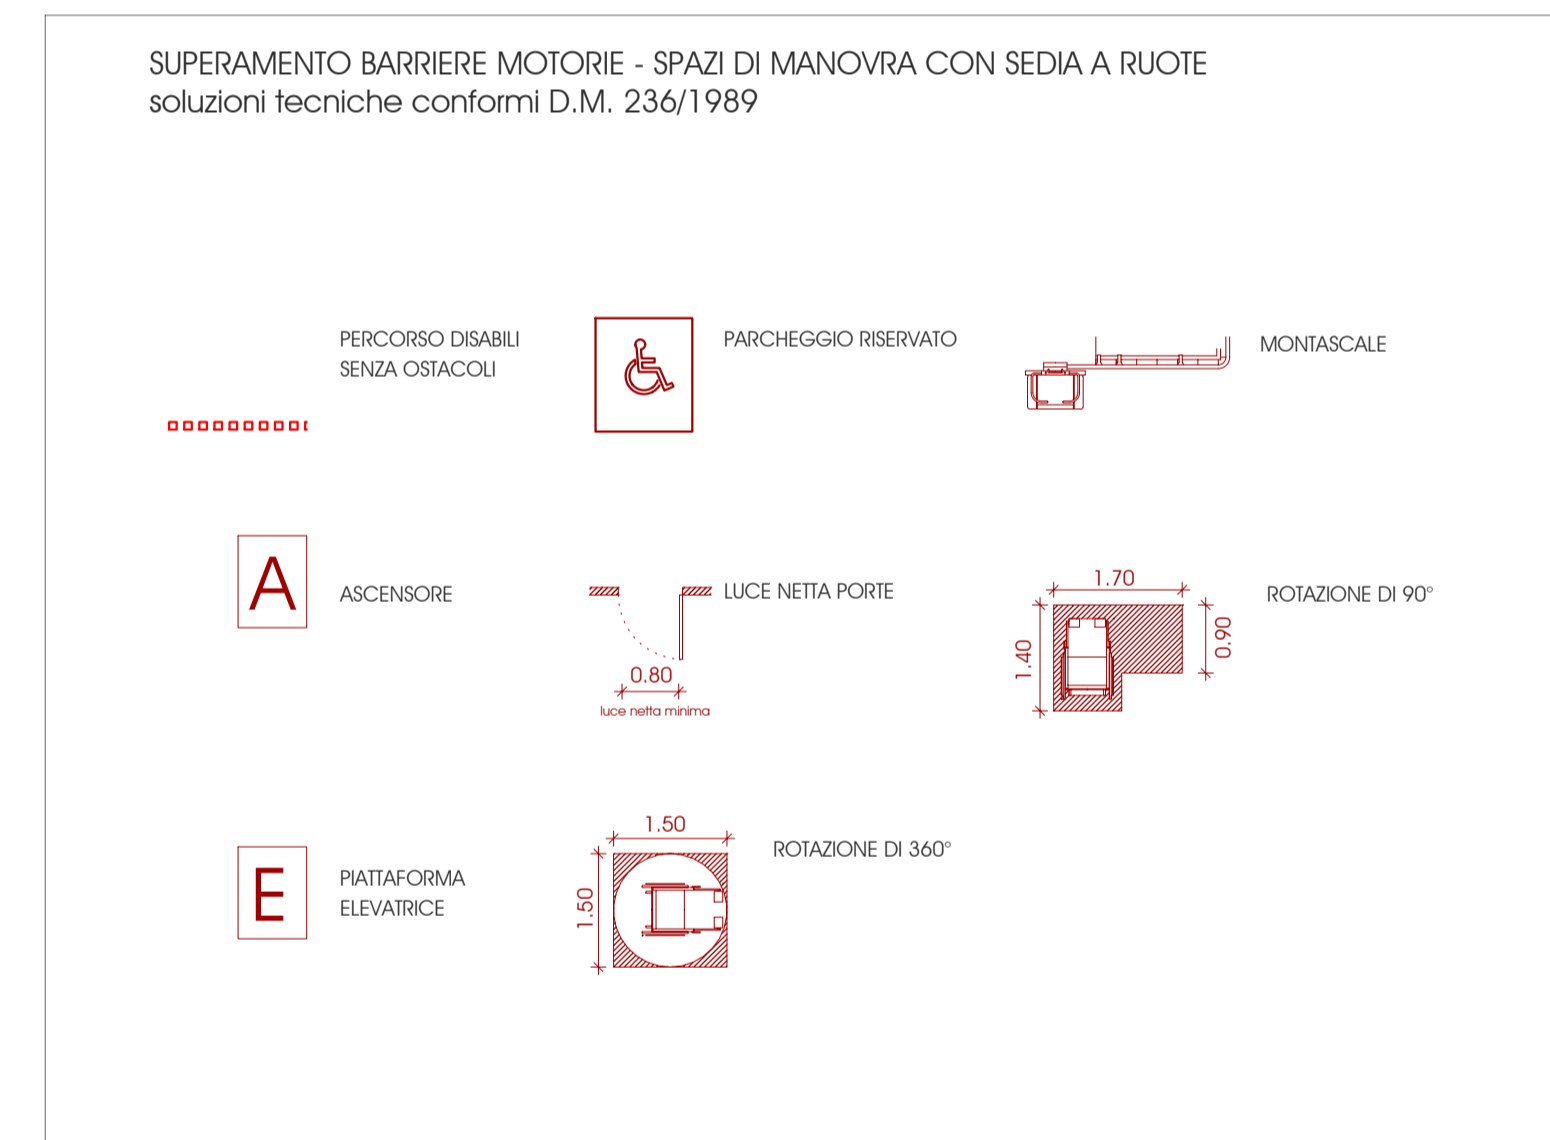 SUPERAMENTO BARRIERE MOTORIE - SPAZI DI MANOVRA CON SEDIA A RUOTE
soluzioni tecniche conformi D.M. 236/1989
PERCORSO DISABILI
SENZA OSTACOLI
PARCHEGGIO RISERVATO
MONTASCALE
A
ASCENSORE
LUCE NETTA PORTE
0.80
luce netta minima
1.70
1.40
0.90
ROTAZIONE DI 90°
E
PIATTAFORMA
ELEVATRICE
1.50
1.50
ROTAZIONE DI 360°